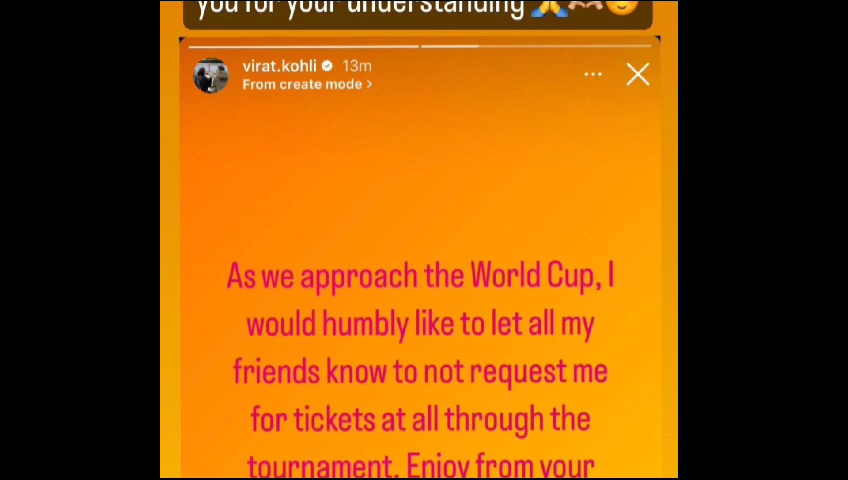 you for your understanding 🙏🫶🏼😇
virat.kohli 13m
From create mode >
As we approach the World Cup, I
would humbly like to let all my
friends know to not request me
for tickets at all through the
tournament. Enjoy from your